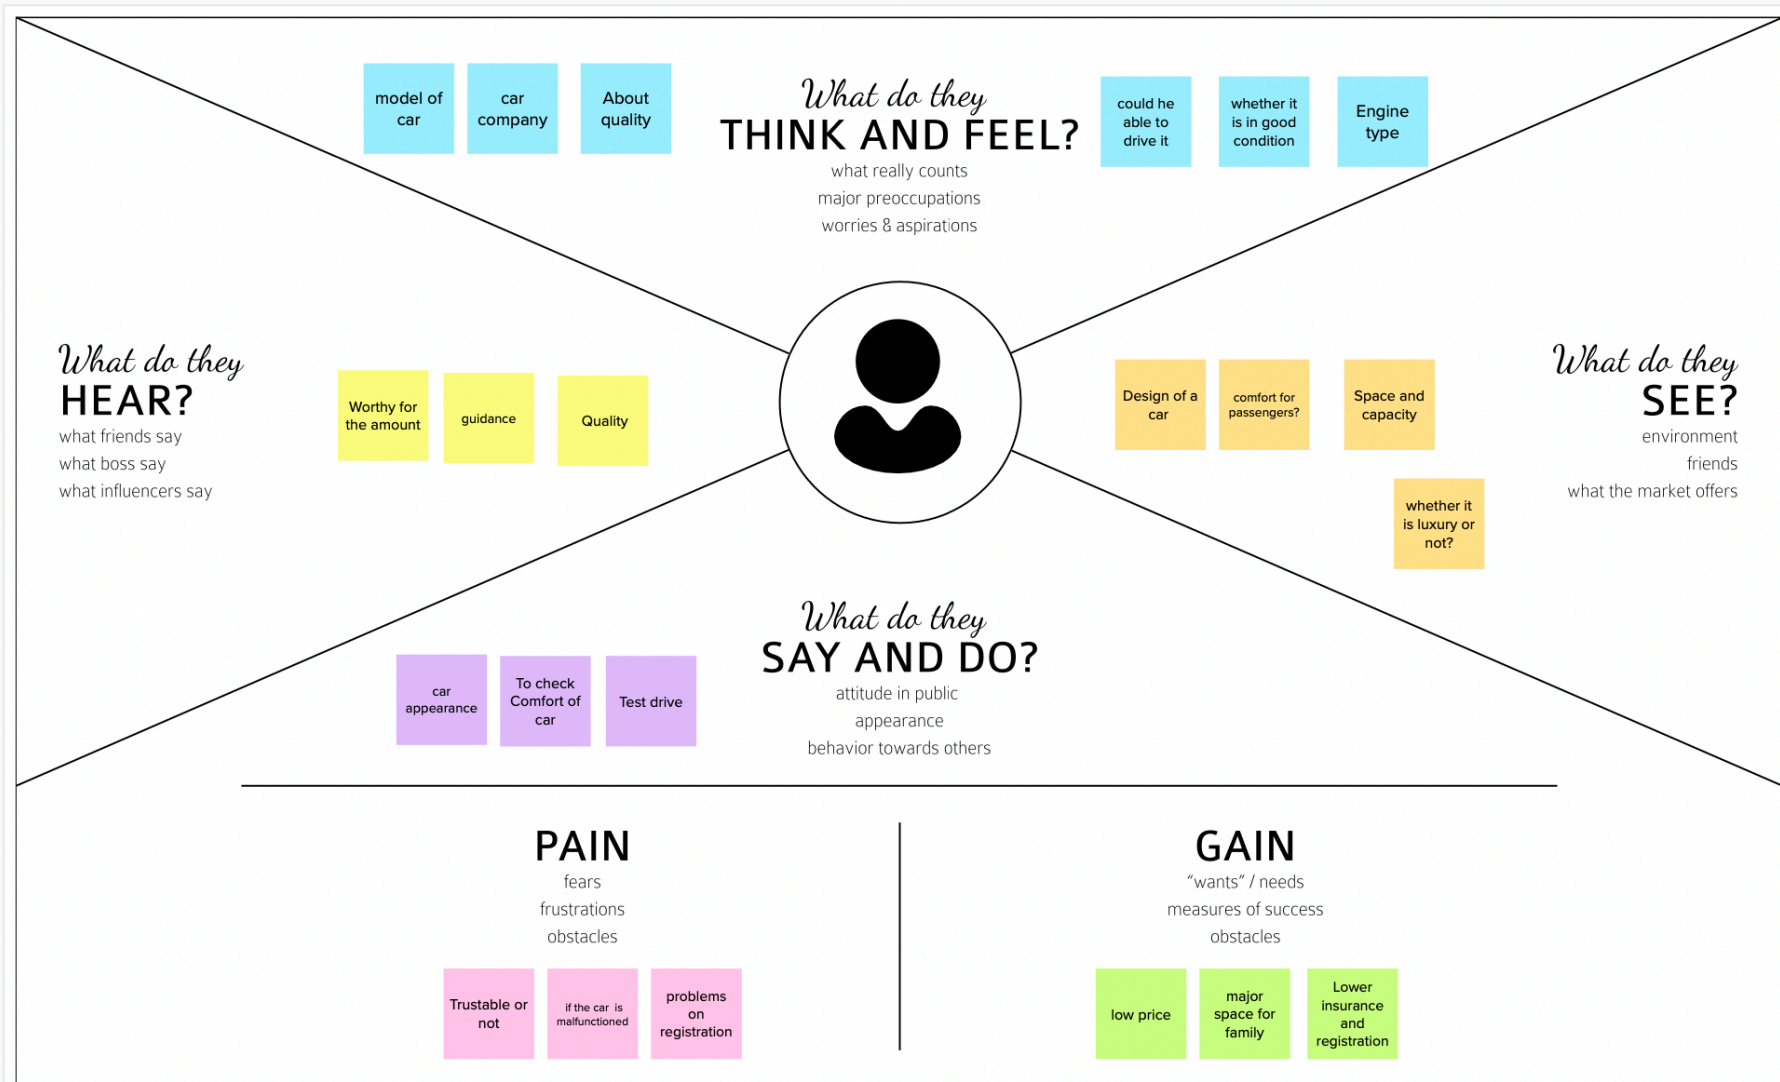 model of
car
car
company
About
quality
What do they
THINK AND FEEL?
what really counts
major preoccupations
worries & aspirations
could he
able to
drive it
whether it
is in good
condition
Engine
type
What do they
HEAR?
what friends say
what boss say
what influencers say
Worthy for
the amount
guidance
Quality
Design of a
car
comfort for
passengers?
Space and
capacity
whether it
is luxury or
not?
What do they
SEE?
environment
friends
what the market offers
What do they
SAY AND DO?
attitude in public
appearance
behavior towards others
car
appearance
To check
Comfort of
car
Test drive
PAIN
fears
frustrations
obstacles
Trustable or
not
if the car is
malfunctioned
problems
on
registration
GAIN
“wants” / needs
measures of success
obstacles
low price
major
space for
family
Lower
insurance
and
registration